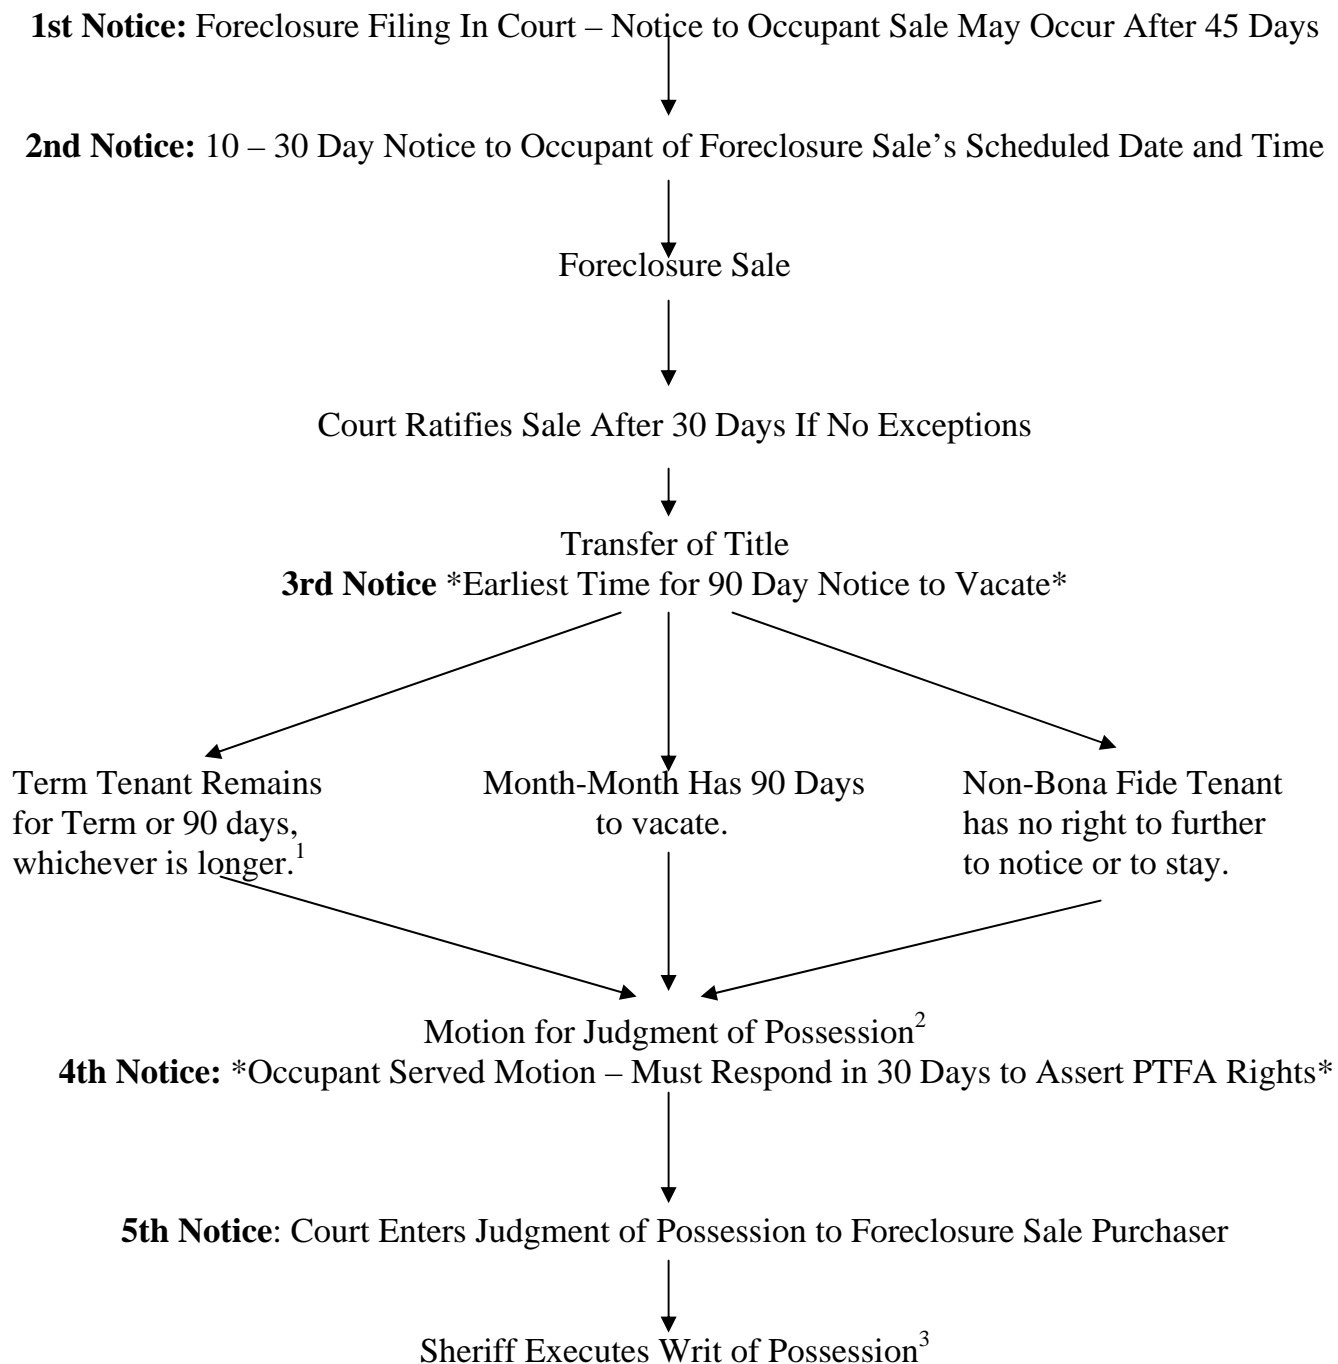 1st Notice: Foreclosure Filing In Court – Notice to Occupant Sale May Occur After 45 Days
2nd Notice: 10 – 30 Day Notice to Occupant of Foreclosure Sale's Scheduled Date and Time
Foreclosure Sale
Court Ratifies Sale After 30 Days If No Exceptions
Transfer of Title
3rd Notice *Earliest Time for 90 Day Notice to Vacate*
Term Tenant Remains
for Term or 90 days,
whichever is longer.1
Month-Month Has 90 Days
to vacate.
Non-Bona Fide Tenant
has no right to further
to notice or to stay.
Motion for Judgment of Possession2
4th Notice: *Occupant Served Motion – Must Respond in 30 Days to Assert PTFA Rights*
5th Notice: Court Enters Judgment of Possession to Foreclosure Sale Purchaser
Sheriff Executes Writ of Possession3